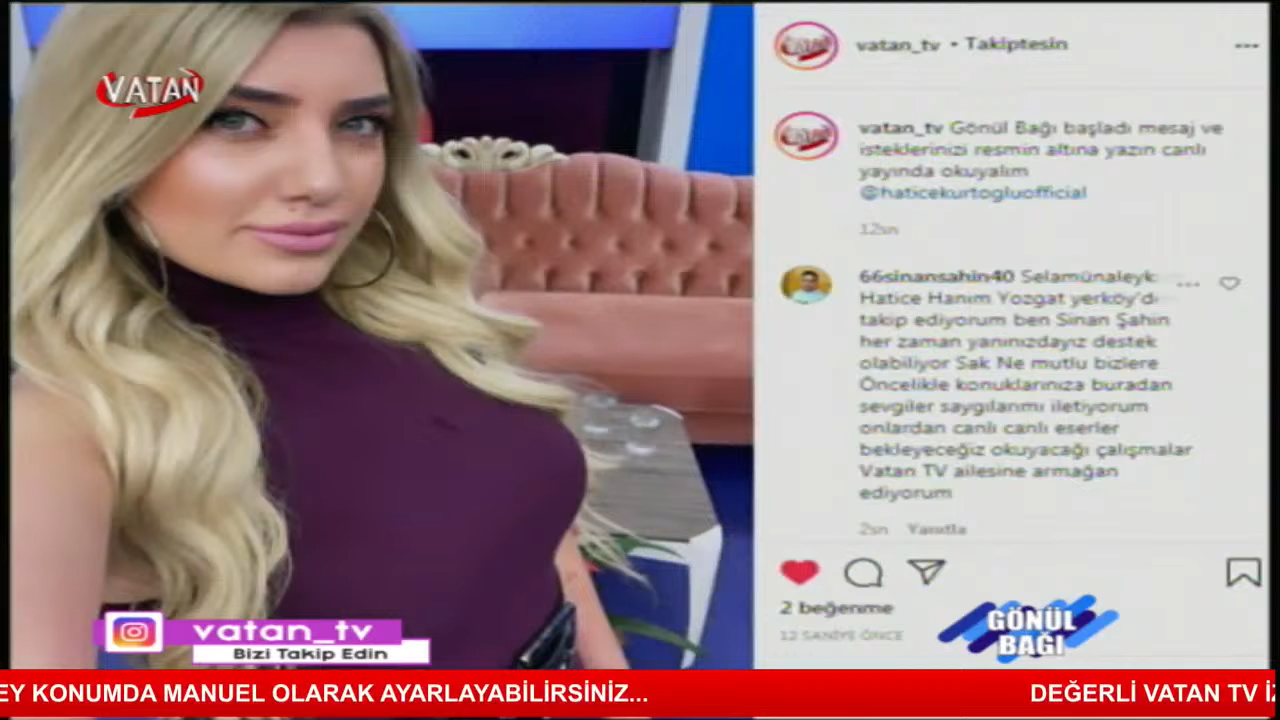 VATAN
vatan_tv • Takiptesin
vatan_tv Gönül Bağı başladı mesaj ve
isteklerinizi resmin altına yazın canlı
yayında okuyalım
@haticekurtogluofficial
12sn
66sinansahin40 Selamünaleyk
Hatice Hanım Yozgat yerköy'd
takip ediyorum ben Sinan Şahin
her zaman yanınızdayız destek
olabiliyor Sak Ne mutlu bizlere
Öncelikle konuklarınıza buradan
sevgiler saygılarımı iletiyorum
onlardan canlı canlı eserler
bekleyeceğiz okuyacağı çalışmalar
Vatan TV ailesine armağan
ediyorum
2sn Yanıtla
2 beğenme
12 SANİYE ÖNCE
GÖNÜL
BAĞI
vatan_tv
Bizi Takip Edin
EY KONUMDA MANUEL OLARAK AYARLAYABİLİRSİNİZ... DEĞERLİ VATAN TV İZ